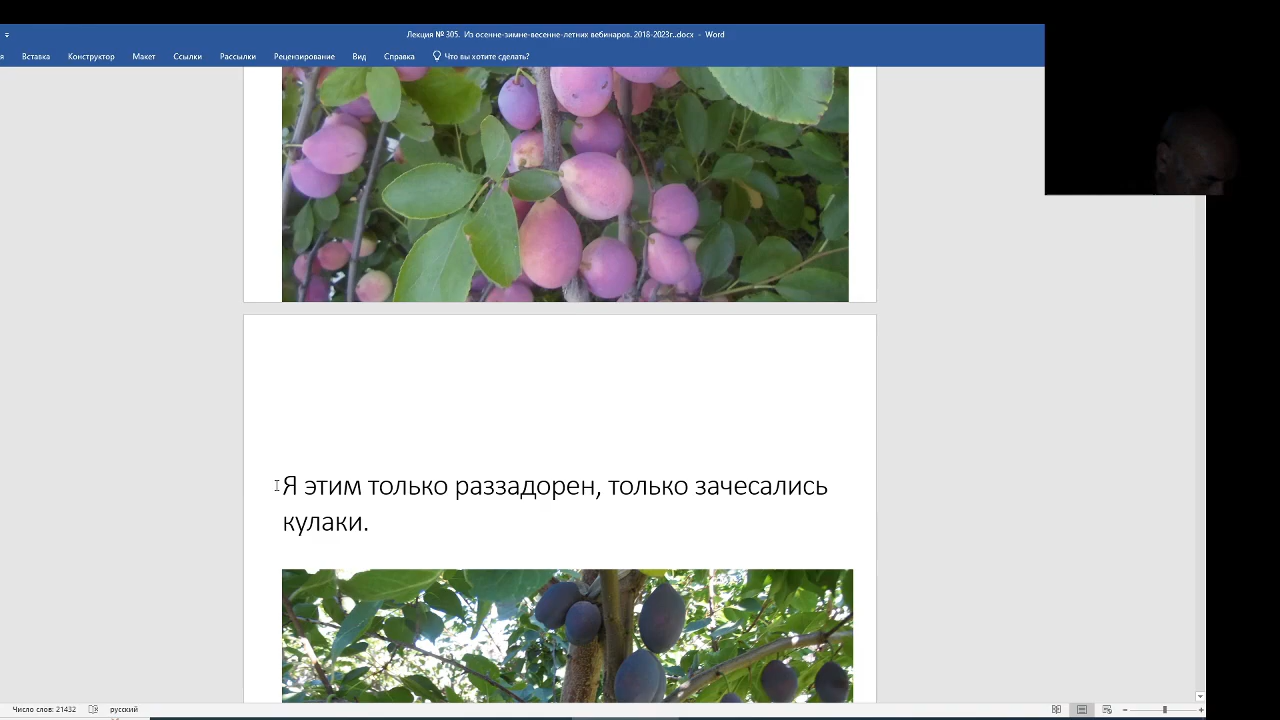 Лекция № 305. Из осенне-зимне-весенне-летних вебинаров. 2018-2023г..docx - Word
я Вставка Конструктор Макет Ссылки Рассылки Рецензирование Вид Справка Что вы хотите сделать?
Я этим только раззадорен, только зачесались
кулаки.
Число слов: 21432 русский